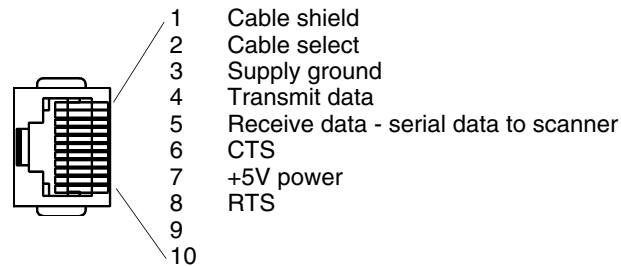 1 Cable shield
2 Cable select
3 Supply ground
4 Transmit data
5 Receive data - serial data to scanner
6 CTS
7 +5V power
8 RTS
9
10